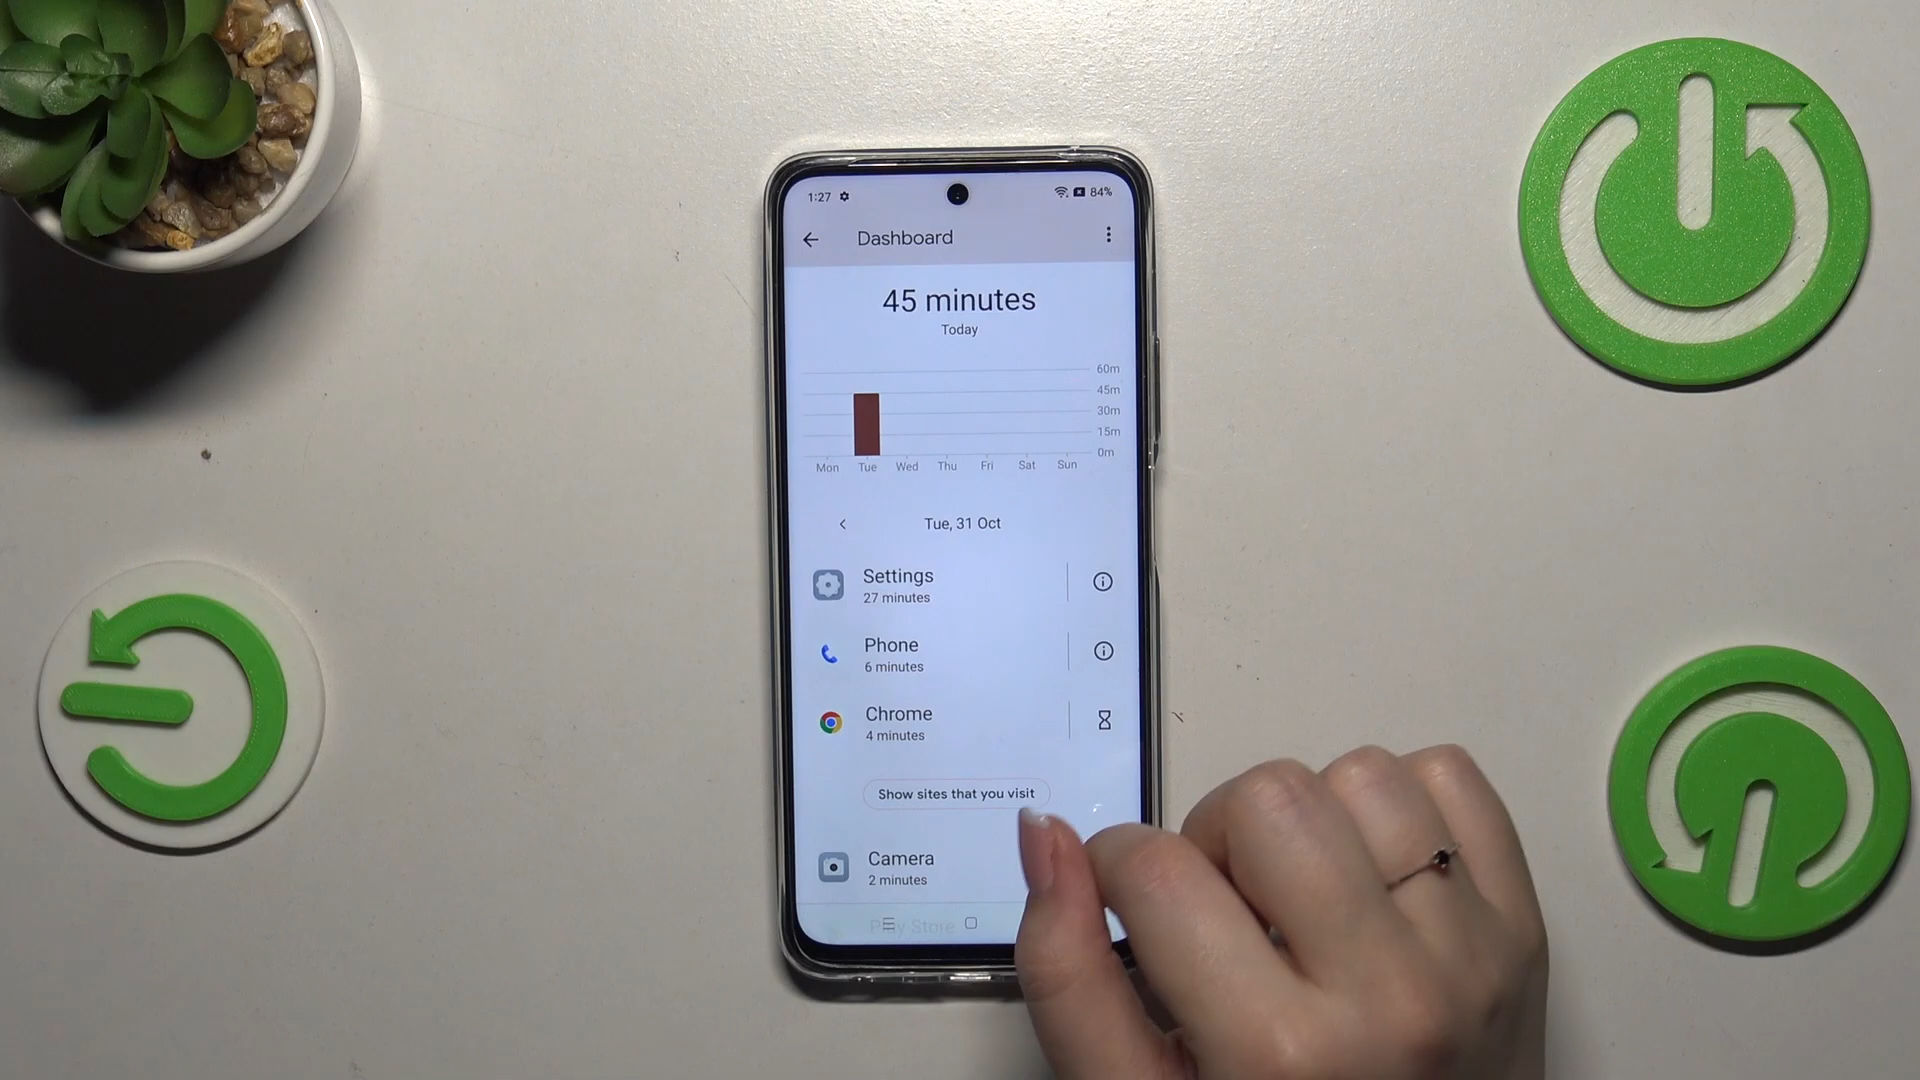 1:27
84%
Dashboard
45 minutes
Today
60m
45m
30m
15m
0m
Mon Tue Wed Thu Fri Sat Sun
Tue, 31 Oct
Settings
27 minutes
Phone
6 minutes
Chrome
4 minutes
Show sites that you visit
Camera
2 minutes
Play Store